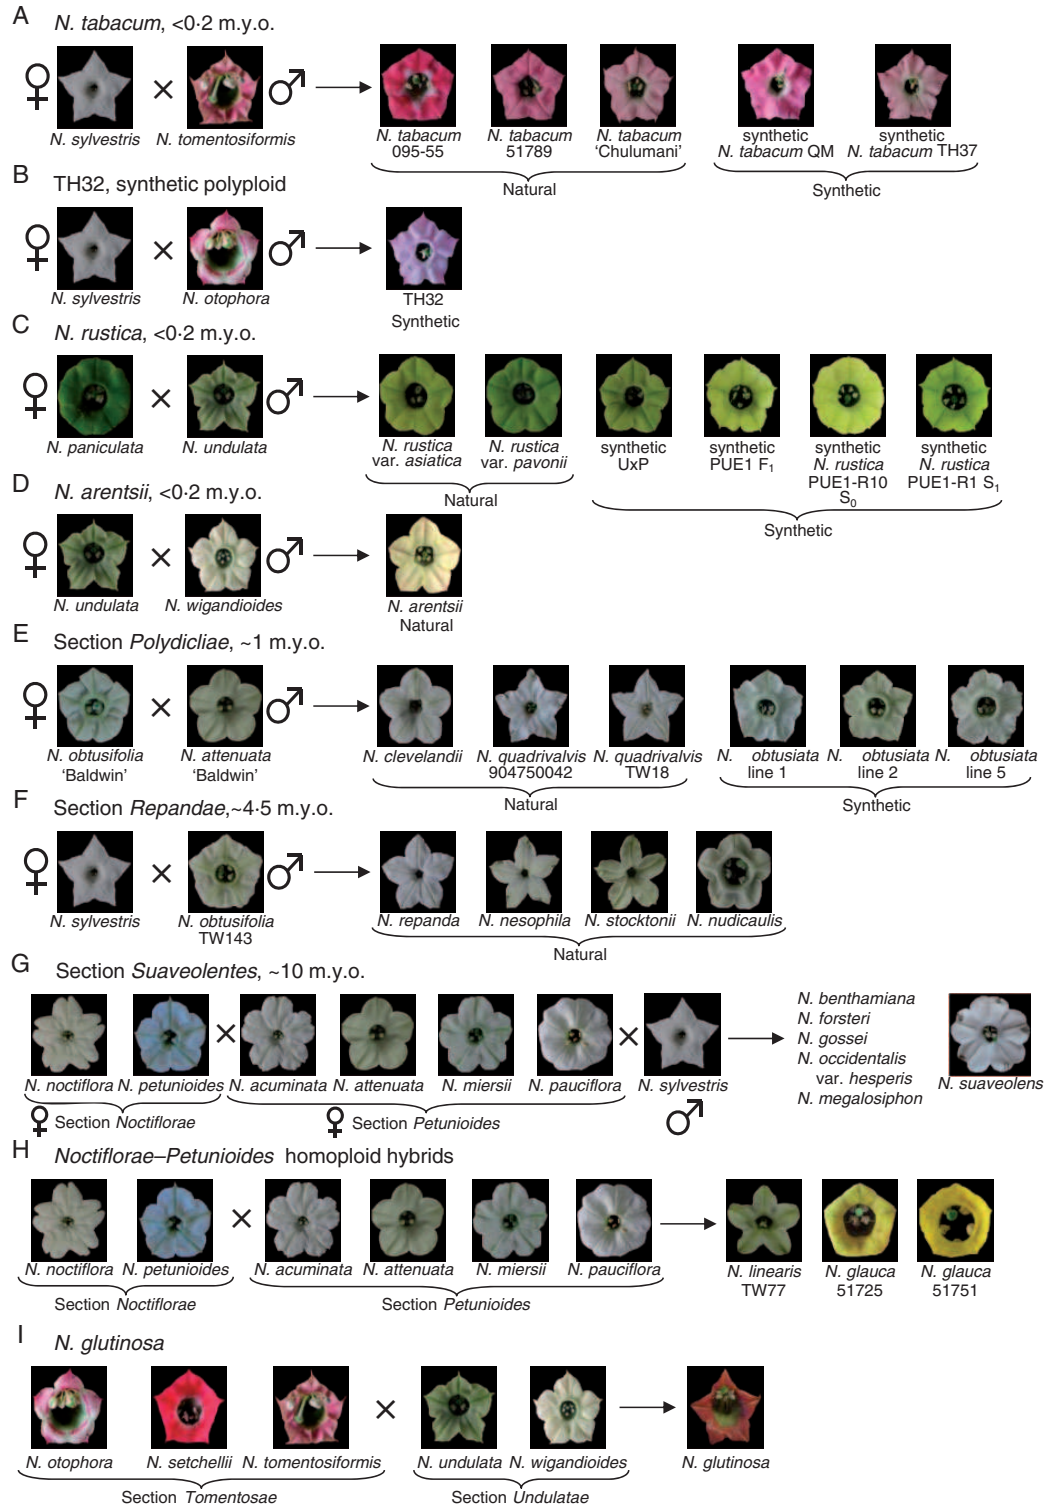 A
N. tabacum, <0·2 m.y.o.
♀ × ♂
N. sylvestris N. tomentosiformis
N. tabacum 095-55
N. tabacum 51789
N. tabacum 'Chulumani'
synthetic N. tabacum QM
synthetic N. tabacum TH37
Natural
Synthetic
B
TH32, synthetic polyploid
♀ × ♂
N. sylvestris N. otophora
TH32
Synthetic
C
N. rustica, <0·2 m.y.o.
♀ × ♂
N. paniculata N. undulata
N. rustica var. asiatica
N. rustica var. pavonii
synthetic UxP
synthetic PUE1 F1
synthetic N. rustica PUE1-R10 S0
synthetic N. rustica PUE1-R1 S1
Natural
Synthetic
D
N. arentsii, <0·2 m.y.o.
♀ × ♂
N. undulata N. wigandioides
N. arentsii
Natural
E
Section Polydicliae, ~1 m.y.o.
♀ × ♂
N. obtusifolia 'Baldwin'
N. attenuata 'Baldwin'
N. clevelandii
N. quadrivalvis 904750042
N. quadrivalvis TW18
N. obtusiata line 1
N. obtusiata line 2
N. obtusiata line 5
Natural
Synthetic
F
Section Repandae,~4·5 m.y.o.
♀ × ♂
N. sylvestris
N. obtusifolia TW143
N. repanda N. nesophila N. stocktonii N. nudicaulis
Natural
G
Section Suaveolentes, ~10 m.y.o.
× ×
N. noctiflora N. petunioides N. acuminata N. attenuata N. miersii N. pauciflora N. sylvestris
N. benthamiana
N. forsteri
N. gossei
N. occidentalis
var. hesperis
N. megalosiphon
N. suaveolens
♀ Section Noctiflorae
♀ Section Petunioides
♂
H
Noctiflorae–Petunioides homoploid hybrids
×
N. noctiflora N. petunioides N. acuminata N. attenuata N. miersii N. pauciflora
N. linearis TW77
N. glauca 51725
N. glauca 51751
Section Noctiflorae
Section Petunioides
I
N. glutinosa
×
N. otophora N. setchellii N. tomentosiformis N. undulata N. wigandioides N. glutinosa
Section Tomentosae
Section Undulatae